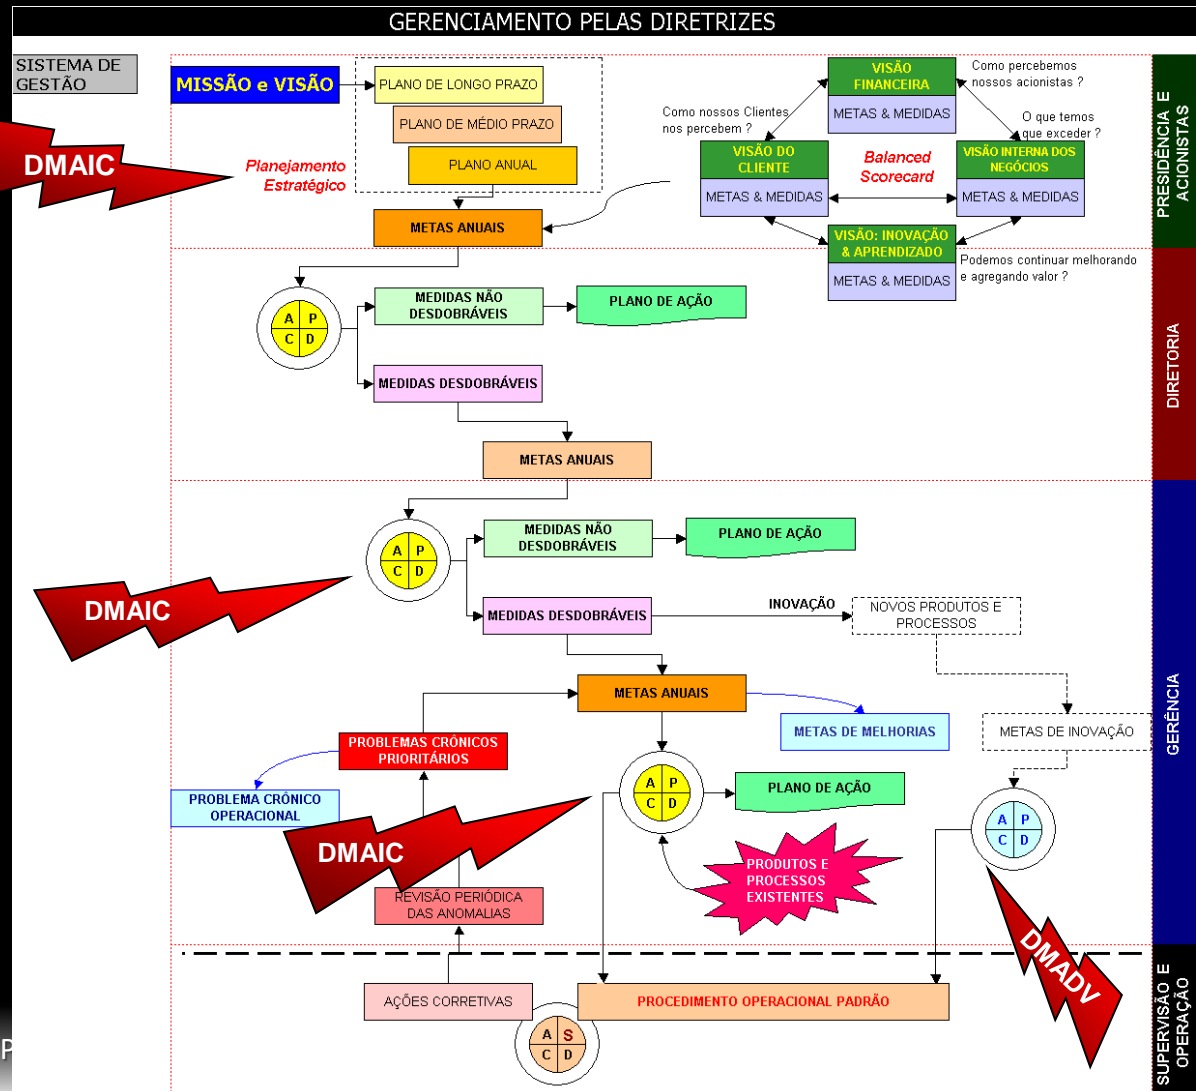 GERENCIAMENTO PELAS DIRETRIZES
SISTEMA DE
GESTÃO
MISSÃO e VISÃO
PLANO DE LONGO PRAZO
PLANO DE MÉDIO PRAZO
PLANO ANUAL
Planejamento
Estratégico
DMAIC
METAS ANUAIS
VISÃO
FINANCEIRA
METAS & MEDIDAS
Como percebemos
nossos acionistas ?
Como nossos Clientes
nos percebem ?
O que temos
que exceder ?
VISÃO DO
CLIENTE
METAS & MEDIDAS
Balanced
Scorecard
VISÃO INTERNA DOS
NEGÓCIOS
METAS & MEDIDAS
VISÃO: INOVAÇÃO
& APRENDIZADO
METAS & MEDIDAS
Podemos continuar melhorando
e agregando valor ?
PRESIDÊNCIA E
ACIONISTAS
A P
C D
MEDIDAS NÃO
DESDOBRÁVEIS
PLANO DE AÇÃO
MEDIDAS DESDOBRÁVEIS
METAS ANUAIS
DIRETORIA
A P
C D
MEDIDAS NÃO
DESDOBRÁVEIS
PLANO DE AÇÃO
DMAIC
MEDIDAS DESDOBRÁVEIS
INOVAÇÃO
NOVOS PRODUTOS E
PROCESSOS
METAS ANUAIS
METAS DE MELHORIAS
METAS DE INOVAÇÃO
PROBLEMAS CRÔNICOS
PRIORITÁRIOS
PROBLEMA CRÔNICO
OPERACIONAL
A P
C D
PLANO DE AÇÃO
A P
C D
DMAIC
PRODUTOS E
PROCESSOS
EXISTENTES
REVISÃO PERIÓDICA
DAS ANOMALIAS
GERÊNCIA
DMADV
AÇÕES CORRETIVAS
PROCEDIMENTO OPERACIONAL PADRÃO
A S
C D
SUPERVISÃO E
OPERAÇÃO
P